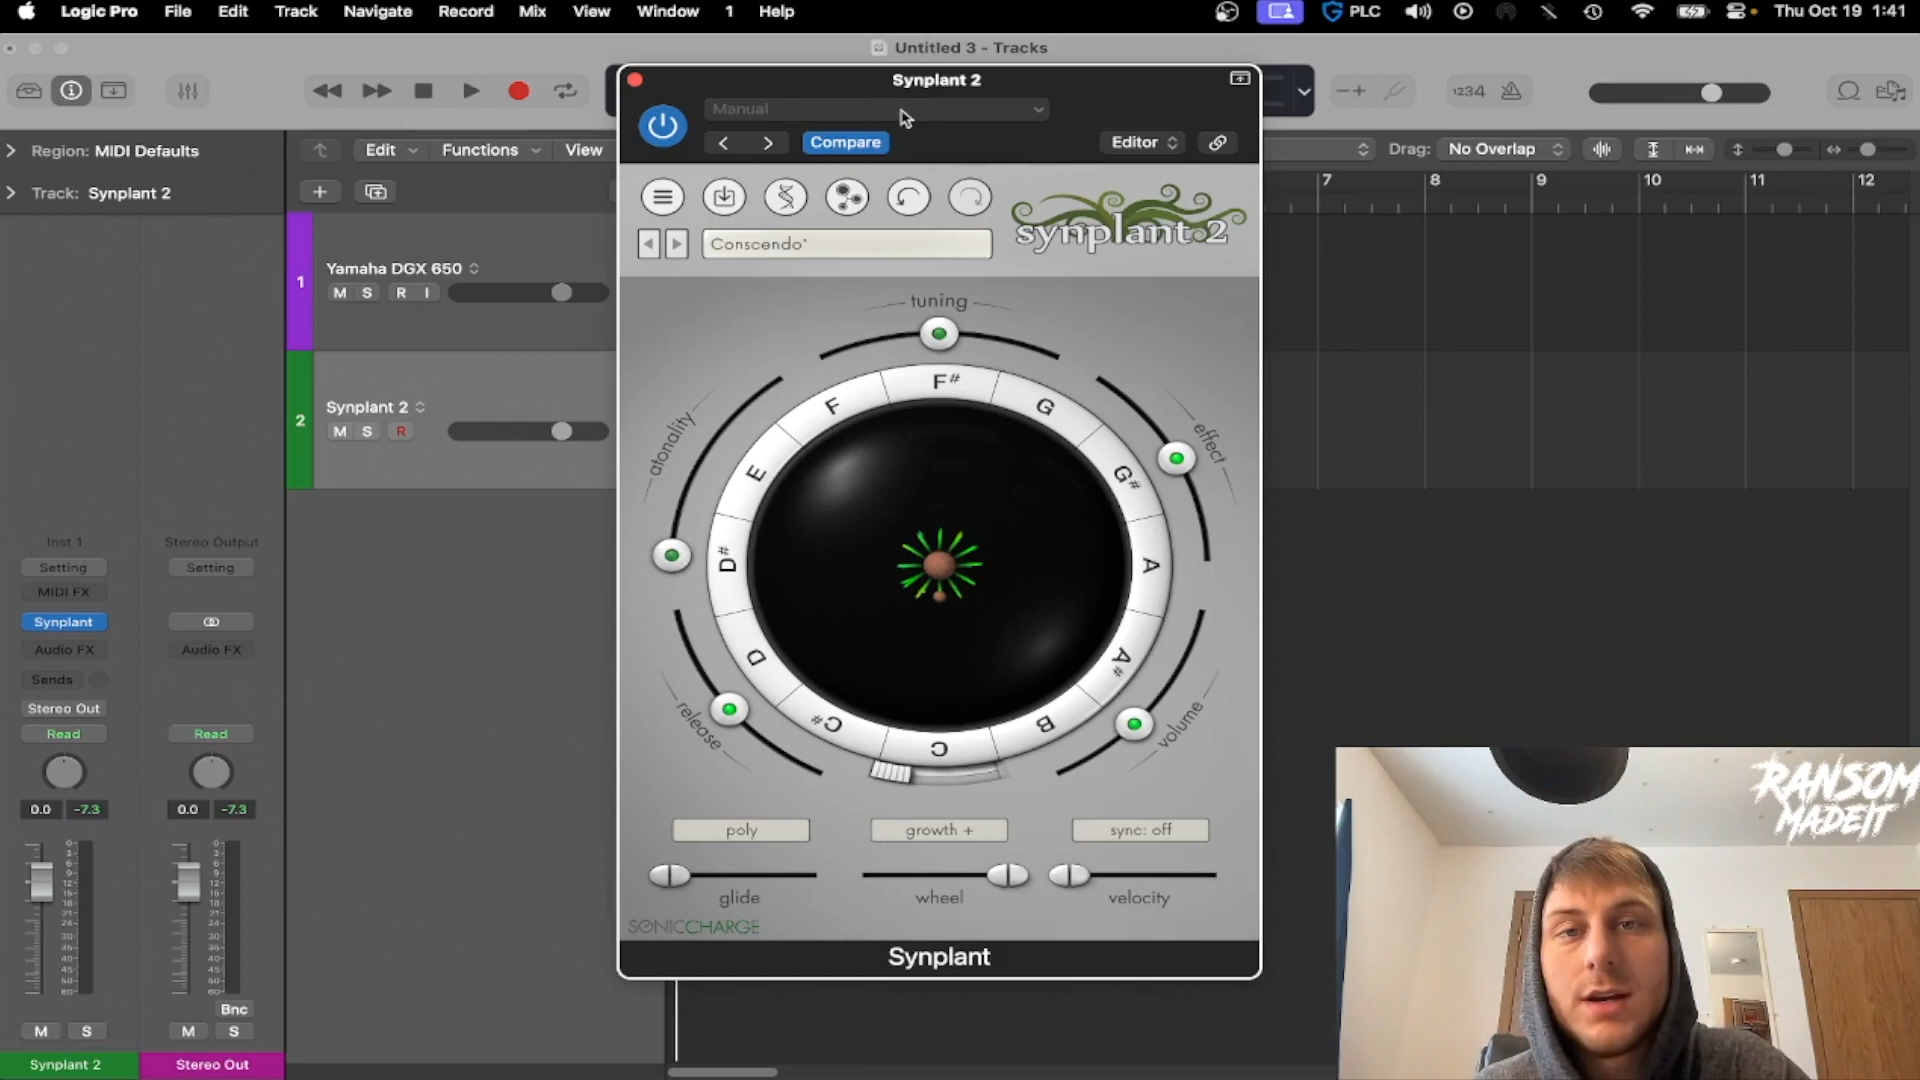 Logic Pro File Edit Track Navigate Record Mix View Window 1 Help PLC Thu Oct 19 1:41
Untitled 3 - Tracks
1234
Synplant 2
Manual
Compare
Editor
Region: MIDI Defaults
Edit Functions View
Drag: No Overlap
Track: Synplant 2
7 8 9 10 11 12
synplant 2
Conscendo*
1
Yamaha DGX 650
M S R I
2
Synplant 2
M S R
tuning
atonality
effect
release
volume
F#
G
G#
A
A#
B
C
C#
D
D#
E
F
Inst 1
Setting
MIDI FX
Synplant
Audio FX
Sends
Stereo Out
Read
0.0 -7.3
M S
Synplant 2
Stereo Output
Setting
Audio FX
Read
0.0 -7.3
Bnc
M S
Stereo Out
poly
growth +
sync: off
glide
wheel
velocity
SONICCHARGE
Synplant
RANSOM
MADEIT